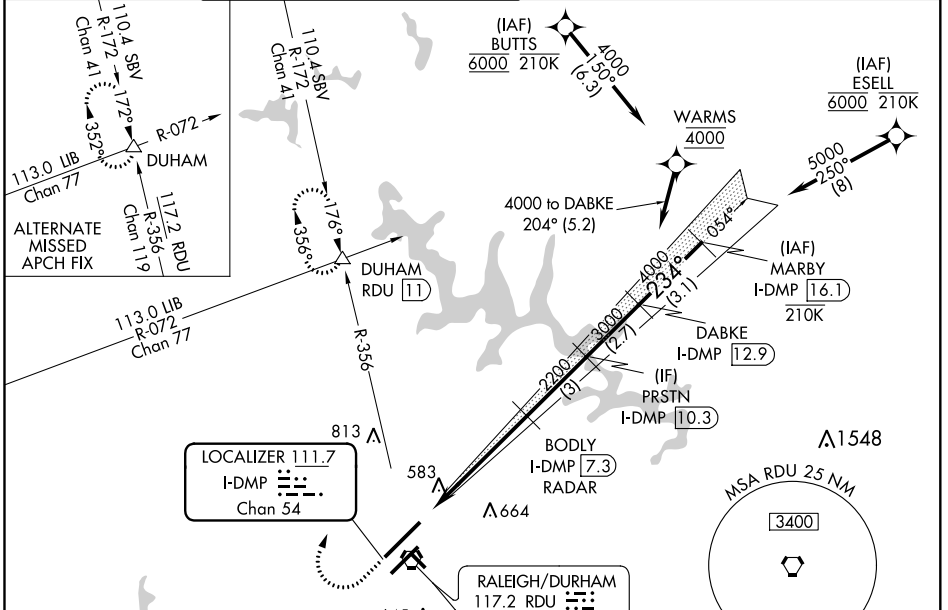 110.4 SBV
R-172
Chan 41
172°
352°
R-072
DUHAM
113.0 LIB
Chan 77
117.2 RDU
R-356
Chan 119
ALTERNATE
MISSED
APCH FIX
110.4 SBV
R-172
Chan 41
176°
356°
DUHAM
RDU 11
113.0 LIB
R-072
Chan 77
R-356
(IAF)
BUTTS
6000 210K
4000
150°
(6.3)
WARMS
4000
(IAF)
ESELL
6000 210K
5000
250°
(8)
4000 to DABKE
204° (5.2)
054°
4000
234°
(3.1)
(IAF)
MARBY
I-DMP 16.1
210K
3000
(2.7)
DABKE
I-DMP 12.9
2200
(3)
(IF)
PRSTN
I-DMP 10.3
BODLY
I-DMP 7.3
RADAR
813
583
664
1548
LOCALIZER 111.7
I-DMP
Chan 54
MSA RDU 25 NM
3400
RALEIGH/DURHAM
117.2 RDU